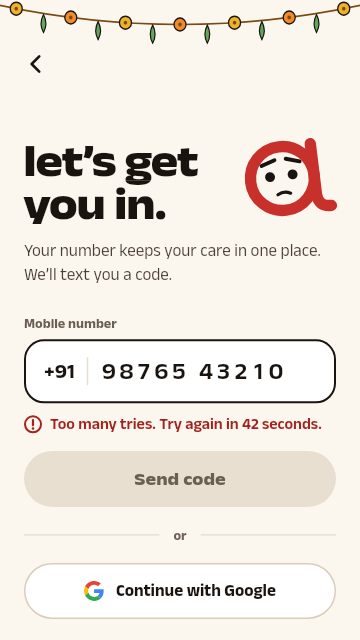 let’s get
you in.
Your number keeps your care in one place.
We’ll text you a code.
Mobile number
+91 98765 43210
Too many tries. Try again in 42 seconds.
Send code
or
Continue with Google